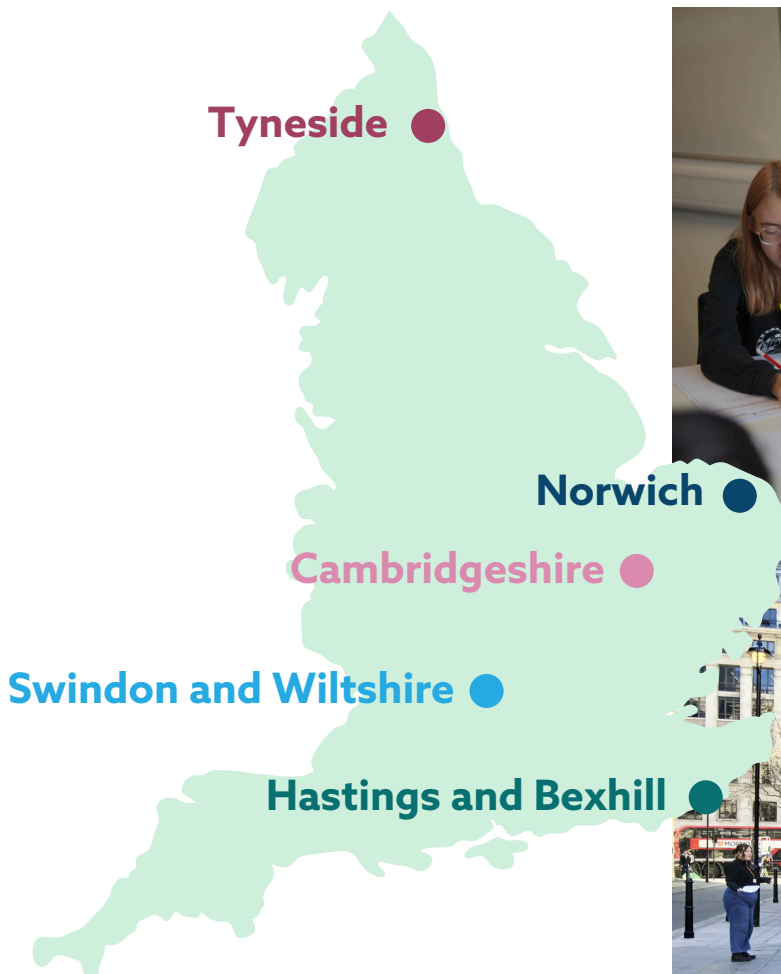 Tyneside
Norwich
Cambridgeshire
Swindon and Wiltshire
Hastings and Bexhill